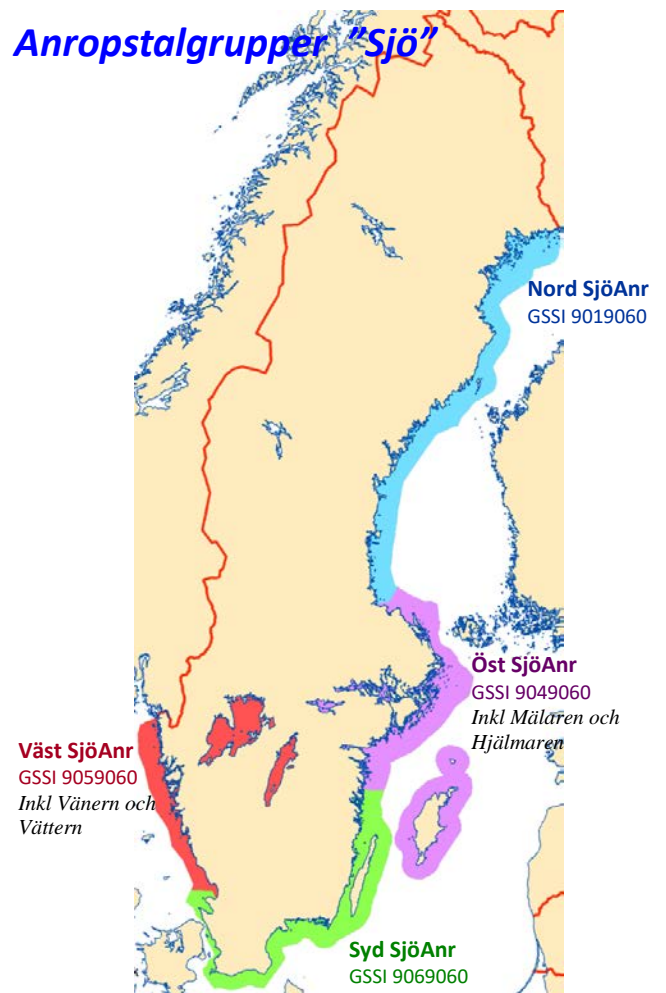 Anropstalgrupper "Sjö"
Nord SjöAnr
GSSI 9019060
Öst SjöAnr
GSSI 9049060
Inkl Mälaren och
Hjälmaren
Väst SjöAnr
GSSI 9059060
Inkl Vänern och
Vättern
Syd SjöAnr
GSSI 9069060